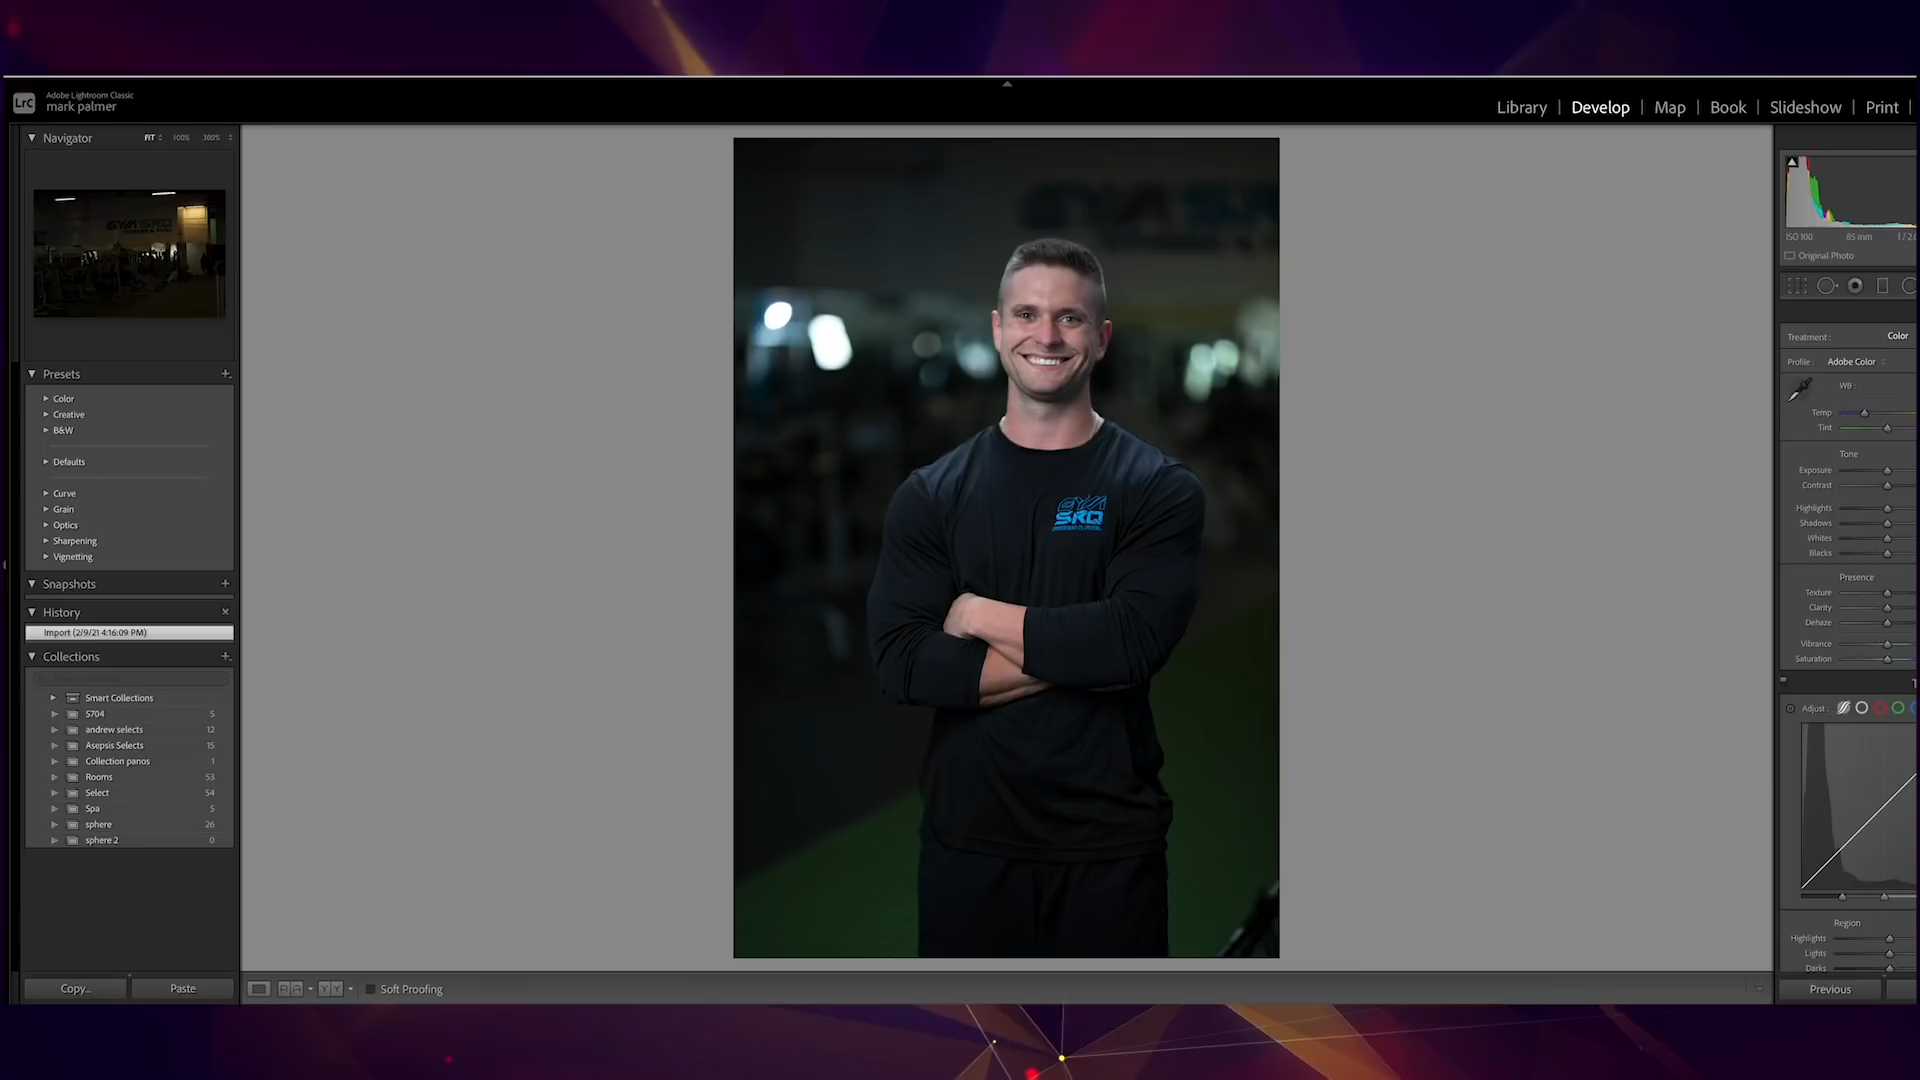 LrC
Adobe Lightroom Classic
mark palmer
Library | Develop | Map | Book | Slideshow | Print |
Navigator FIT 100% 300%
GYM SRQ
Presets
Color
Creative
B&W
Defaults
Curve
Grain
Optics
Sharpening
Vignetting
Snapshots
History
Import (2/9/21 4:16:09 PM)
Collections
Smart Collections
5704 5
andrew selects 12
Asepsis Selects 15
Collection panos 1
Rooms 53
Select 54
Spa 5
sphere 26
sphere 2 0
Copy... Paste
GYM
SRQ
Soft Proofing
ISO 100 85 mm
Original Photo
Treatment : Color
Profile : Adobe Color
WB :
Temp
Tint
Tone
Exposure
Contrast
Highlights
Shadows
Whites
Blacks
Presence
Texture
Clarity
Dehaze
Vibrance
Saturation
Adjust :
Region
Highlights
Lights
Darks
Previous